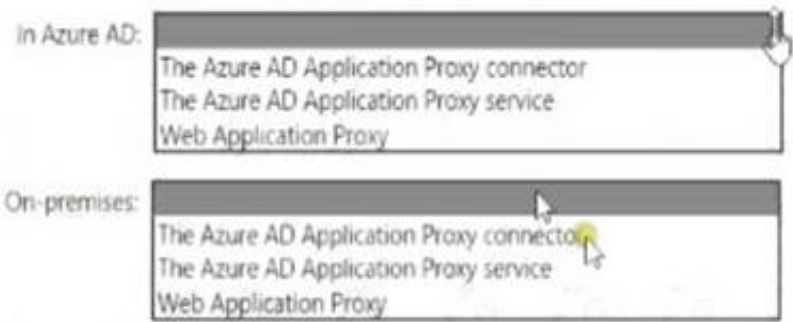 In Azure AD:
The Azure AD Application Proxy connector
The Azure AD Application Proxy service
Web Application Proxy
On-premises:
The Azure AD Application Proxy connector
The Azure AD Application Proxy service
Web Application Proxy